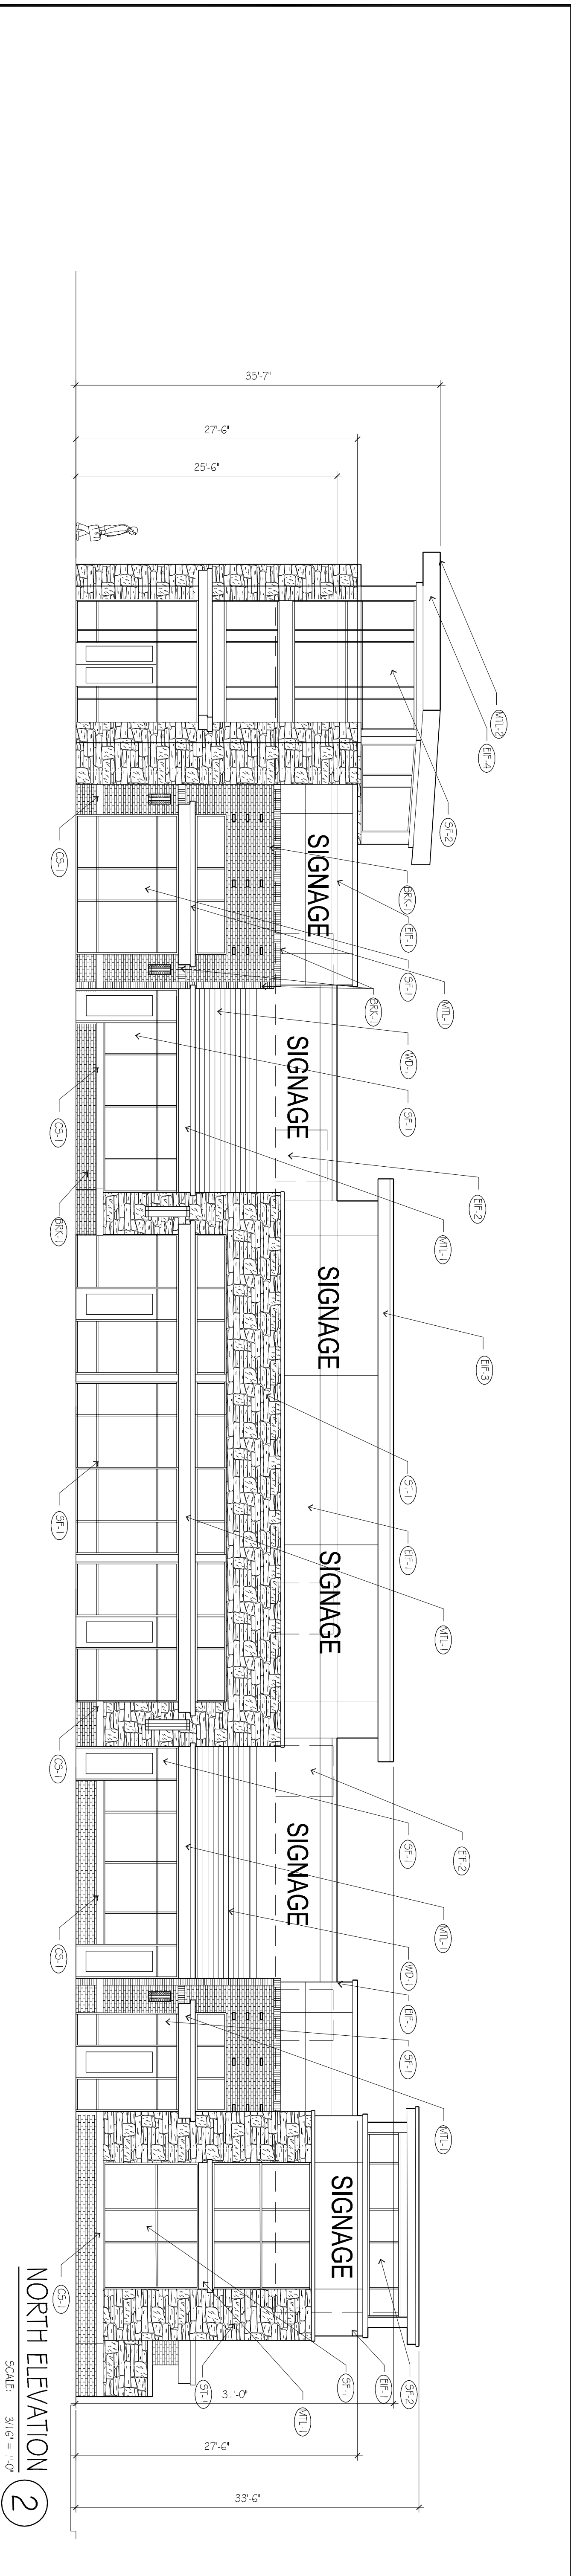 35'-7"
27'-6"
25'-6"
MTL-2
EIF-4
SF-2
BRK-1
EIF-1
SF-1
MTL-1
BRK-1
WD-1
SF-1
EIF-2
MTL-1
EIF-3
ST-1
EIF-1
MTL-1
SF-1
EIF-2
MTL-1
WD-1
EIF-1
SF-1
MTL-1
SF-2
EIF-1
SF-1
MTL-1
ST-1
SIGNAGE
SIGNAGE
SIGNAGE
SIGNAGE
SIGNAGE
SIGNAGE
CS-1
CS-1
BRK-1
SF-1
CS-1
CS-1
CS-1
31'-0"
27'-6"
33'-6"
NORTH ELEVATION
2
SCALE: 3/16" = 1'-0"